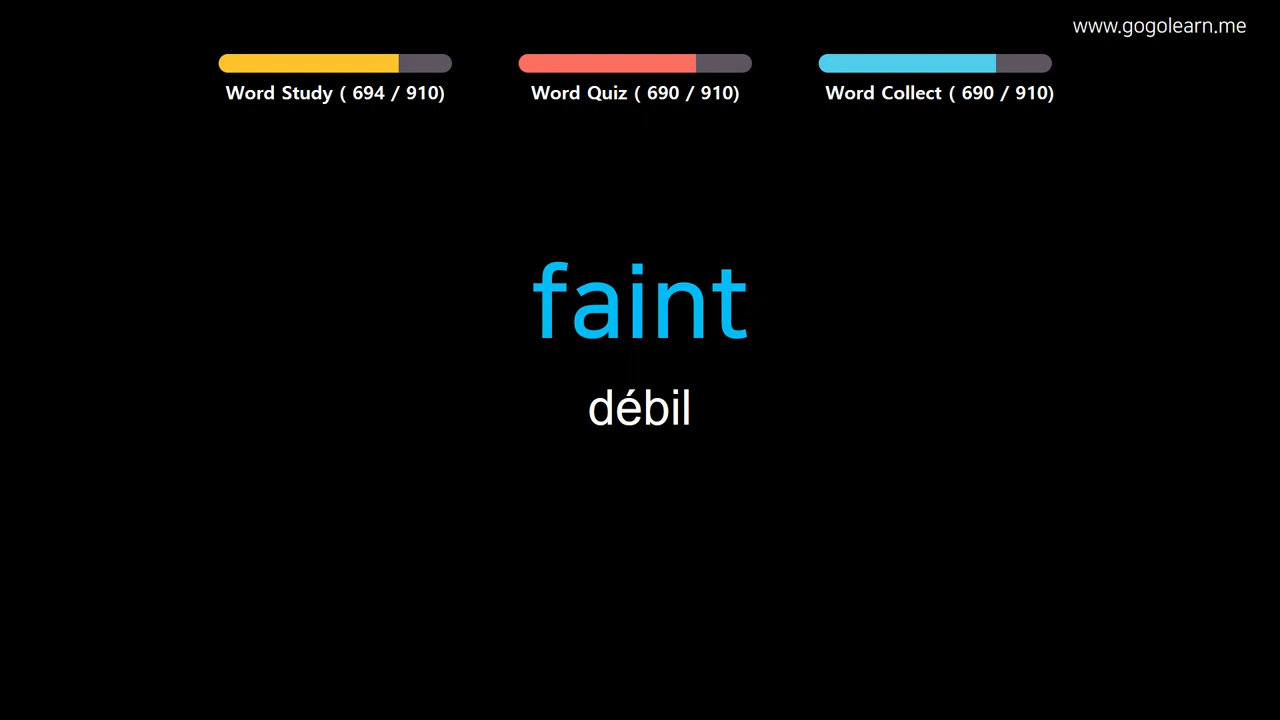 www.gogolearn.me
Word Study ( 694 / 910)
Word Quiz ( 690 / 910)
Word Collect ( 690 / 910)
faint
débil